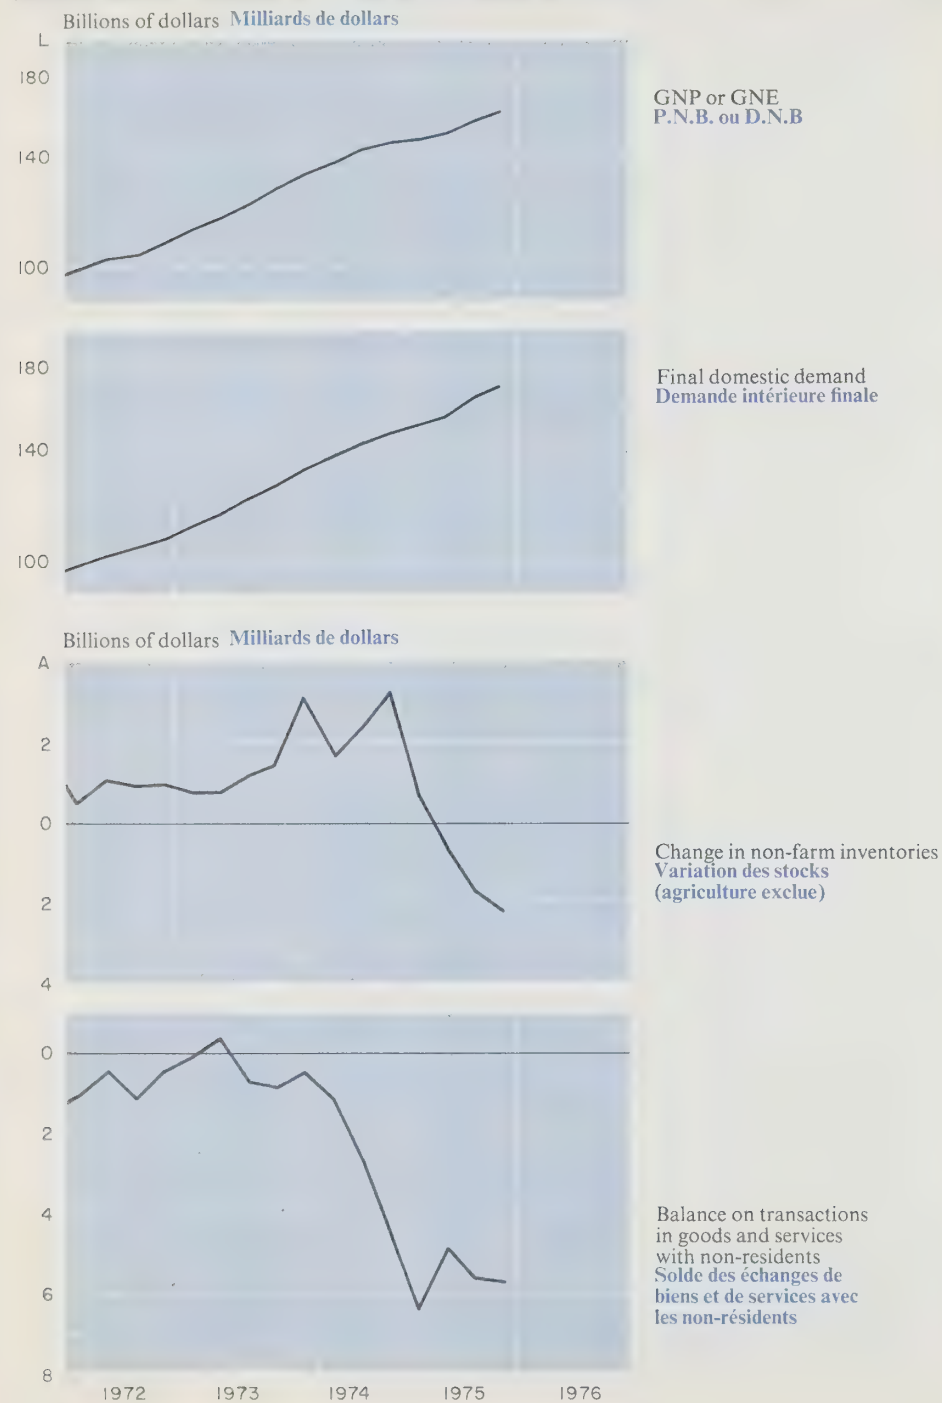 Billions of dollars Milliards de dollars
L
180
140
100
GNP or GNE
P.N.B. ou D.N.B
180
140
100
Final domestic demand
Demande intérieure finale
Billions of dollars Milliards de dollars
A
2
0
2
4
Change in non-farm inventories
Variation des stocks
(agriculture exclue)
0
2
4
6
8
Balance on transactions
in goods and services
with non-residents
Solde des échanges de
biens et de services avec
les non-résidents
1972 1973 1974 1975 1976